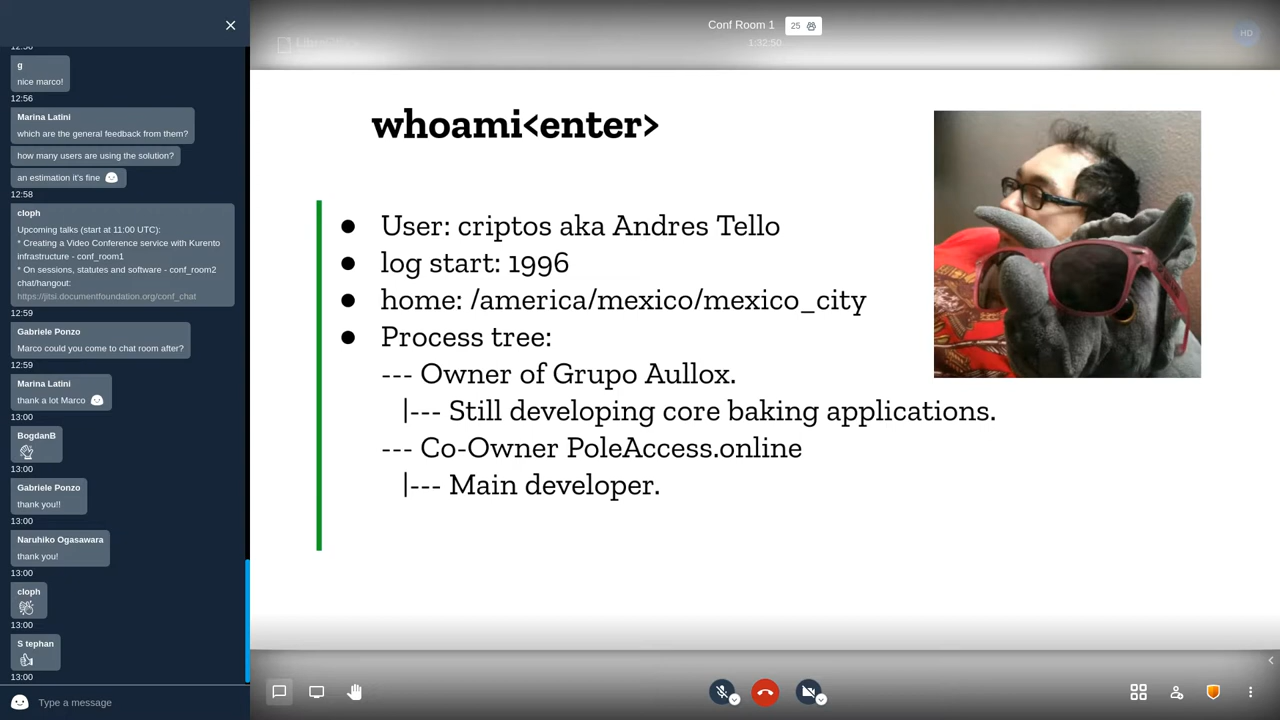 12:56
g
nice marco!
12:56
Marina Latini
which are the general feedback from them?
how many users are using the solution?
an estimation it's fine
12:58
cloph
Upcoming talks (start at 11:00 UTC):
* Creating a Video Conference service with Kurento
infrastructure - conf_room1
* On sessions, statutes and software - conf_room2
chat/hangout:
https://jitsi.documentfoundation.org/conf_chat
12:59
Gabriele Ponzo
Marco could you come to chat room after?
12:59
Marina Latini
thank a lot Marco
13:00
BogdanB
13:00
Gabriele Ponzo
thank you!!
13:00
Naruhiko Ogasawara
thank you!
13:00
cloph
13:00
S tephan
13:00
Type a message
Conf Room 1
25
1:32:50
HD
whoami<enter>
● User: criptos aka Andres Tello
● log start: 1996
● home: /america/mexico/mexico_city
● Process tree:
--- Owner of Grupo Aullox.
|--- Still developing core baking applications.
--- Co-Owner PoleAccess.online
|--- Main developer.